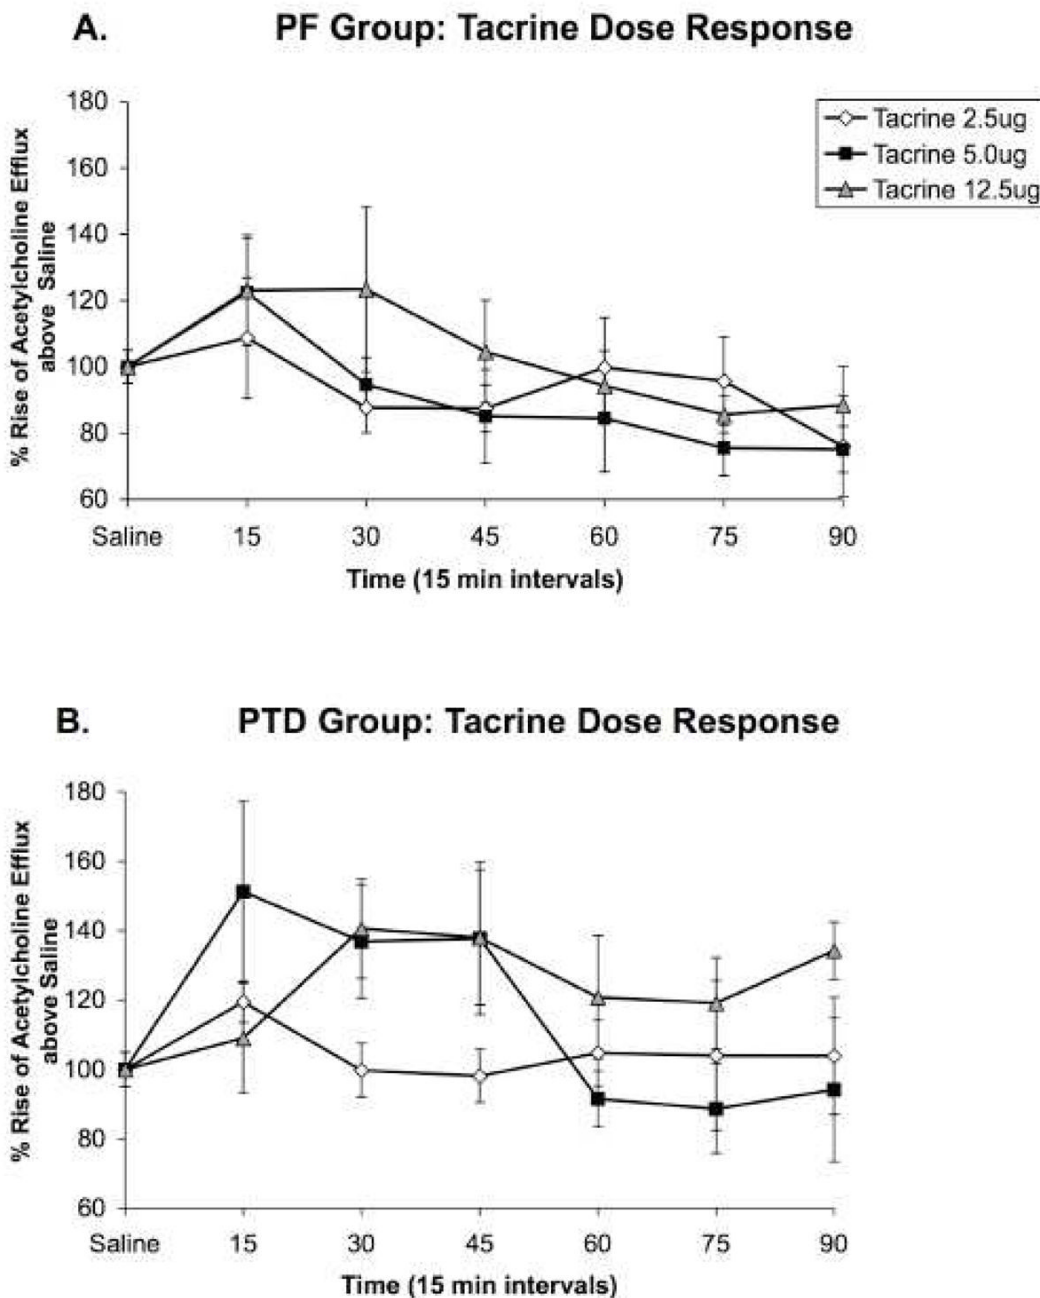 A. PF Group: Tacrine Dose Response
% Rise of Acetylcholine Efflux
above Saline
180
160
140
120
100
80
60
Tacrine 2.5ug
Tacrine 5.0ug
Tacrine 12.5ug
Saline 15 30 45 60 75 90
Time (15 min intervals)
B. PTD Group: Tacrine Dose Response
% Rise of Acetylcholine Efflux
above Saline
180
160
140
120
100
80
60
Saline 15 30 45 60 75 90
Time (15 min intervals)